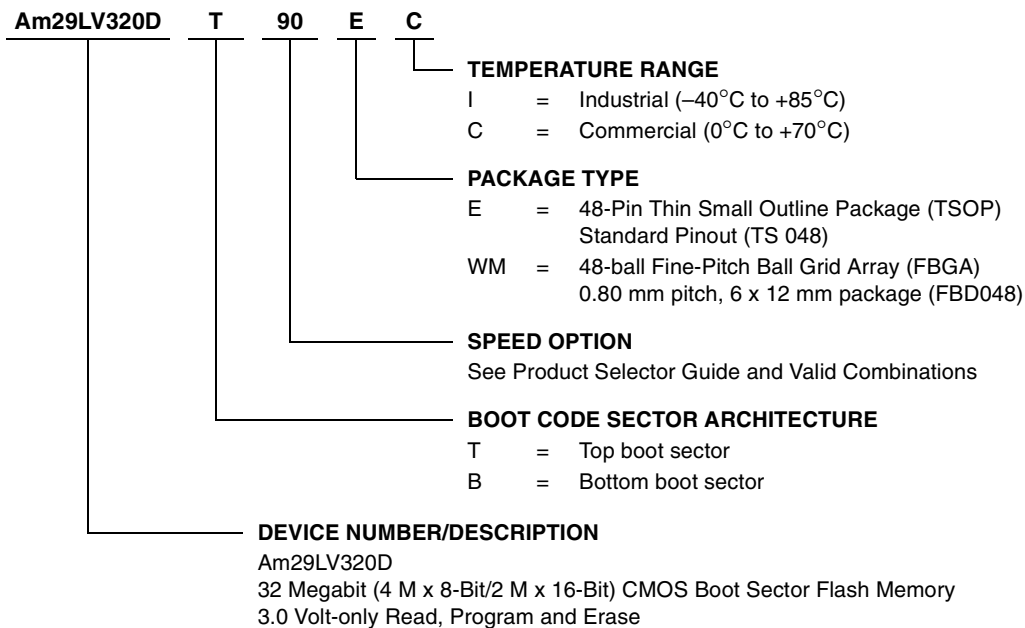 Am29LV320D T 90 E C
TEMPERATURE RANGE
I = Industrial (–40°C to +85°C)
C = Commercial (0°C to +70°C)
PACKAGE TYPE
E = 48-Pin Thin Small Outline Package (TSOP)
Standard Pinout (TS 048)
WM = 48-ball Fine-Pitch Ball Grid Array (FBGA)
0.80 mm pitch, 6 x 12 mm package (FBD048)
SPEED OPTION
See Product Selector Guide and Valid Combinations
BOOT CODE SECTOR ARCHITECTURE
T = Top boot sector
B = Bottom boot sector
DEVICE NUMBER/DESCRIPTION
Am29LV320D
32 Megabit (4 M x 8-Bit/2 M x 16-Bit) CMOS Boot Sector Flash Memory
3.0 Volt-only Read, Program and Erase